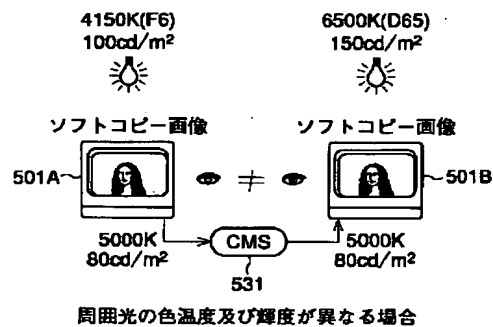 4150K(F6)
100cd/m²
6500K(D65)
150cd/m²
ソフトコピー画像
ソフトコピー画像
501A
501B
5000K
80cd/m²
CMS
531
5000K
80cd/m²
周囲光の色温度及び輝度が異なる場合